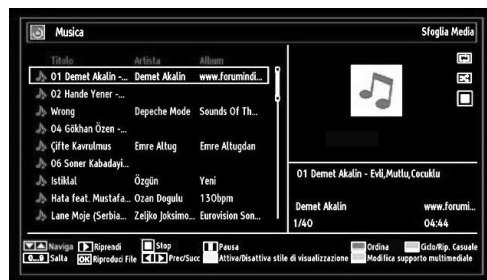 Musica
Sfoglia Media
Titolo Artista Album
01 Demet Akalin -... Demet Akalin www.forumindi...
02 Hande Yener -...
Wrong Depeche Mode Sounds Of Th...
04 Gökhan Özen -...
Çifte Kavrulmus Emre Altug Emre Altugdan
06 Soner Kabadayi...
Istiklal Özgün Yeni
Hata feat. Mustafa... Ozan Dogulu 130bpm
Lane Moje (Serbia... Zeljko Joksimo... Eurovision Son...
01 Demet Akalin - Evli,Mutlu,Cocuklu
Demet Akalin www.forumi...
1/40 04:44
Naviga Riprendi Stop Pausa Ordina Ciclo/Rip. Casuale
0...9 Salta OK Riproduci File Prec/Succ Attiva/Disattiva stile di visualizzazione Modifica supporto multimediale